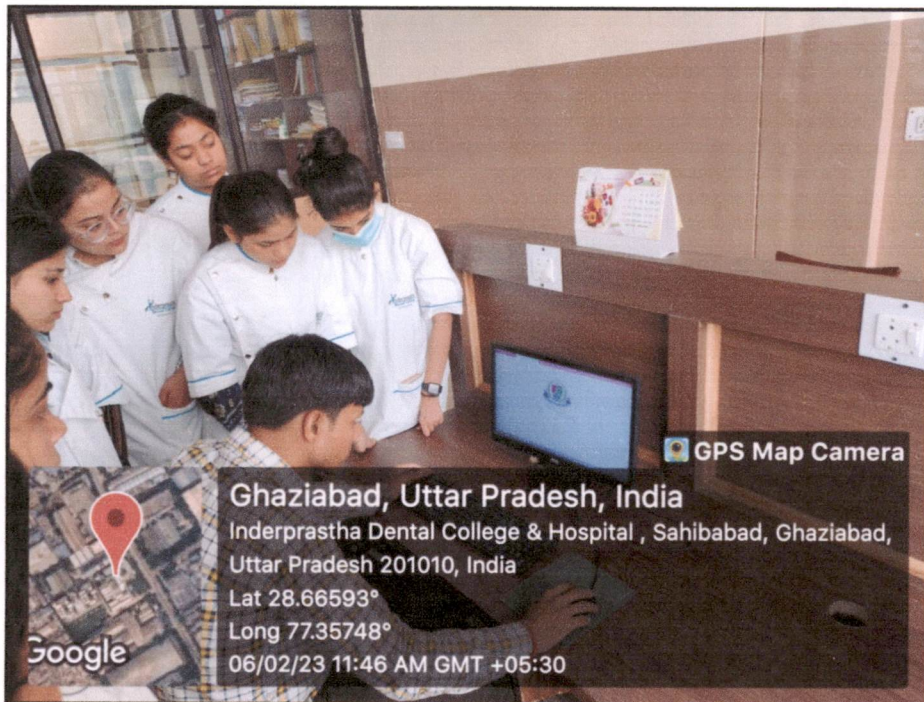 GPS Map Camera
Ghaziabad, Uttar Pradesh, India
Inderprastha Dental College & Hospital , Sahibabad, Ghaziabad,
Uttar Pradesh 201010, India
Lat 28.66593°
Long 77.35748°
06/02/23 11:46 AM GMT +05:30
Google